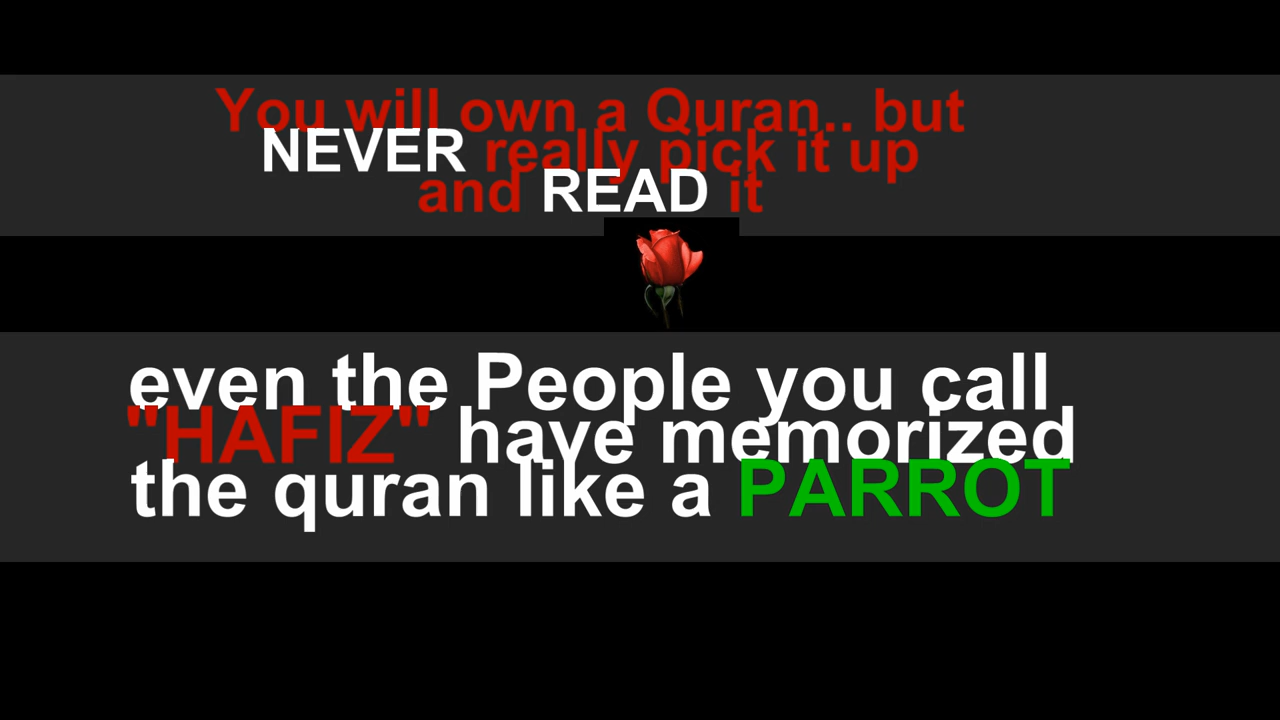 You will own a Quran.. but
NEVER really pick it up
and READ it
even the People you call
"HAFIZ" have memorized
the quran like a PARROT